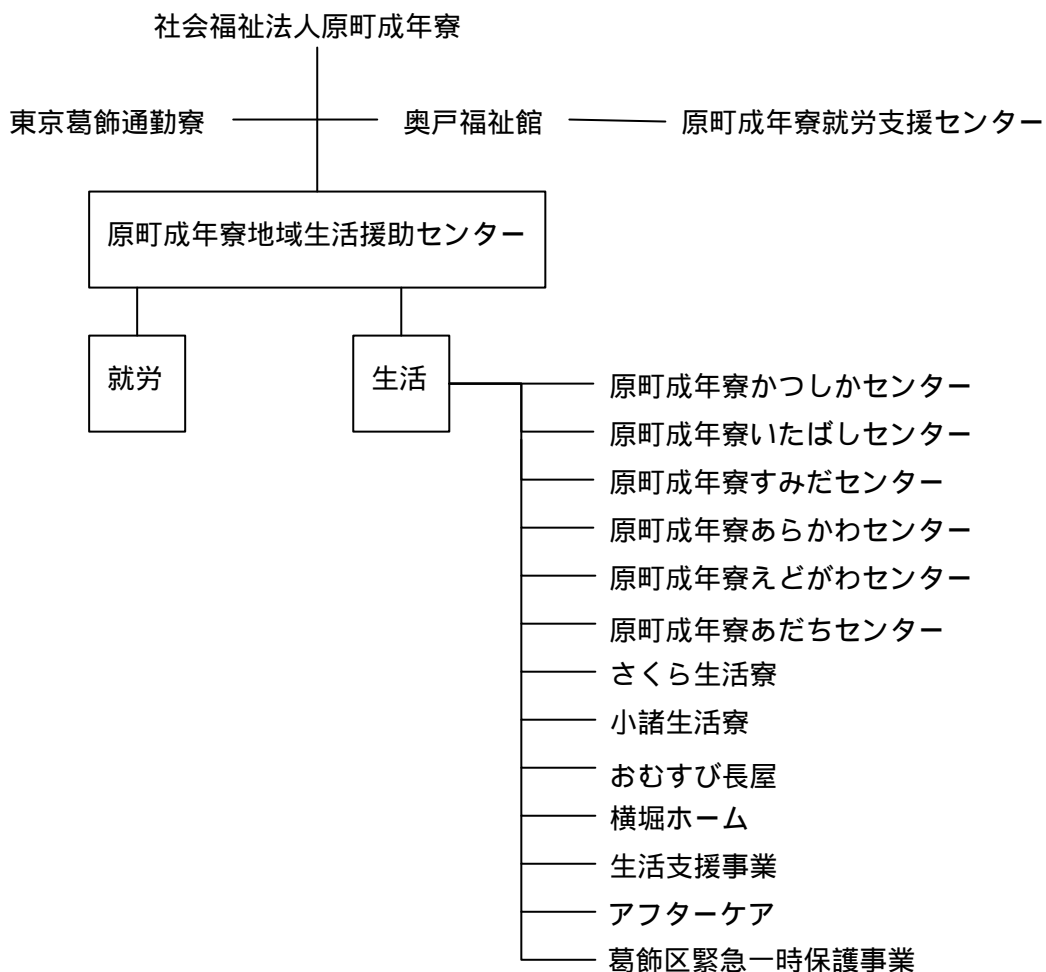 社会福祉法人原町成年寮
東京葛飾通勤寮
奥戸福祉館
原町成年寮就労支援センター
原町成年寮地域生活援助センター
就労
生活
原町成年寮かつしかセンター
原町成年寮いたばしセンター
原町成年寮すみだセンター
原町成年寮あらかわセンター
原町成年寮えどがわセンター
原町成年寮あだちセンター
さくら生活寮
小諸生活寮
おむすび長屋
横堀ホーム
生活支援事業
アフターケア
葛飾区緊急一時保護事業